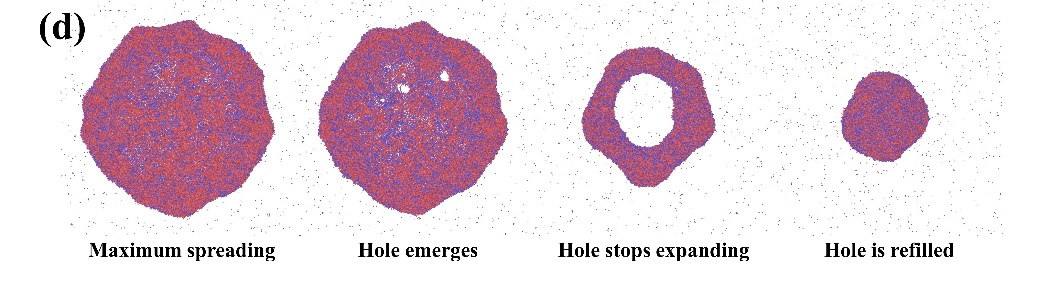 (d)
Maximum spreading
Hole emerges
Hole stops expanding
Hole is refilled